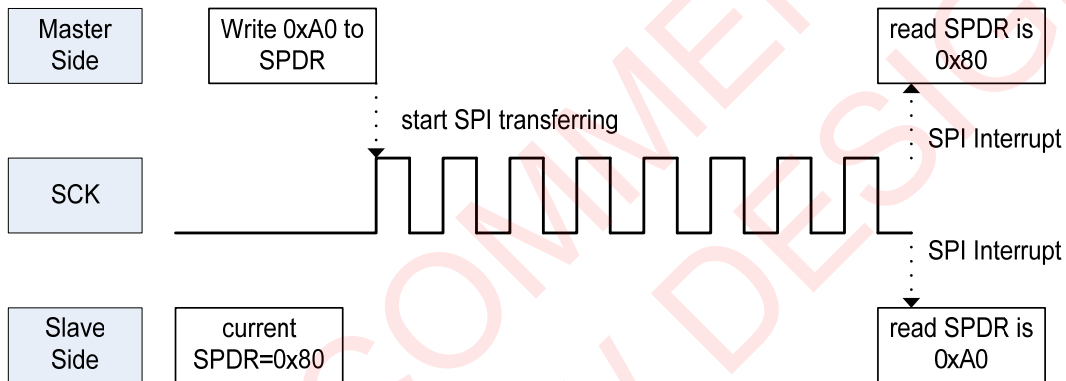 Master
Side
Write 0xA0 to
SPDR
read SPDR is
0x80
start SPI transferring
SPI Interrupt
SCK
SPI Interrupt
Slave
Side
current
SPDR=0x80
read SPDR is
0xA0